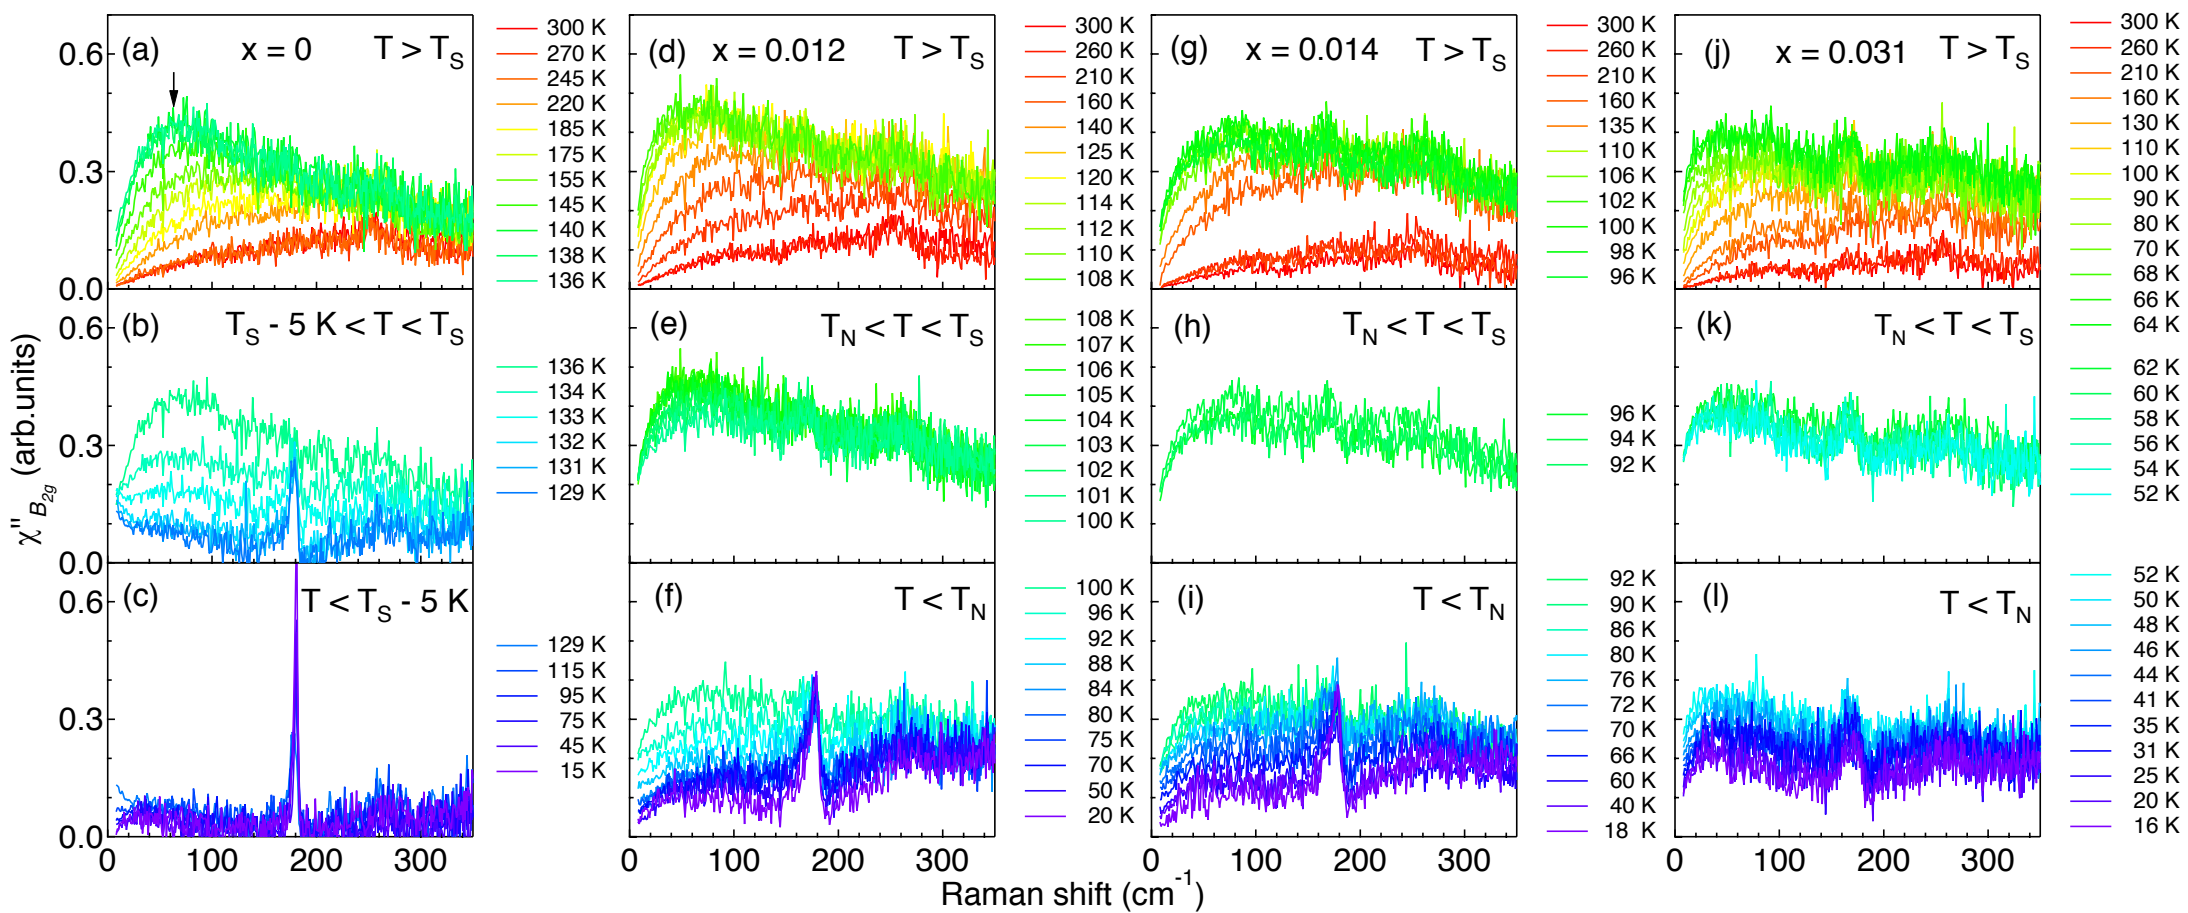 (a) x = 0 T > T_S
300 K
270 K
245 K
220 K
185 K
175 K
155 K
145 K
140 K
138 K
136 K
(b) T_S - 5 K < T < T_S
136 K
134 K
133 K
132 K
131 K
129 K
(c) T < T_S - 5 K
129 K
115 K
95 K
75 K
45 K
15 K
(d) x = 0.012 T > T_S
300 K
260 K
210 K
160 K
140 K
125 K
120 K
114 K
112 K
110 K
108 K
(e) T_N < T < T_S
108 K
107 K
106 K
105 K
104 K
103 K
102 K
101 K
100 K
(f) T < T_N
100 K
96 K
92 K
88 K
84 K
80 K
75 K
70 K
50 K
20 K
(g) x = 0.014 T > T_S
300 K
260 K
210 K
160 K
135 K
110 K
106 K
102 K
100 K
98 K
96 K
(h) T_N < T < T_S
96 K
94 K
92 K
(i) T < T_N
92 K
90 K
86 K
80 K
76 K
72 K
70 K
66 K
60 K
40 K
18 K
(j) x = 0.031 T > T_S
300 K
260 K
210 K
160 K
130 K
110 K
100 K
90 K
80 K
70 K
68 K
66 K
64 K
(k) T_N < T < T_S
62 K
60 K
58 K
56 K
54 K
52 K
(l) T < T_N
52 K
50 K
48 K
46 K
44 K
41 K
35 K
31 K
25 K
20 K
16 K
0.6
0.3
0.0
0.6
0.3
0.0
0.6
0.3
0.0
χ''_{B_{2g}} (arb.units)
0 100 200 300
0 100 200 300
0 100 200 300
0 100 200 300
Raman shift (cm⁻¹)